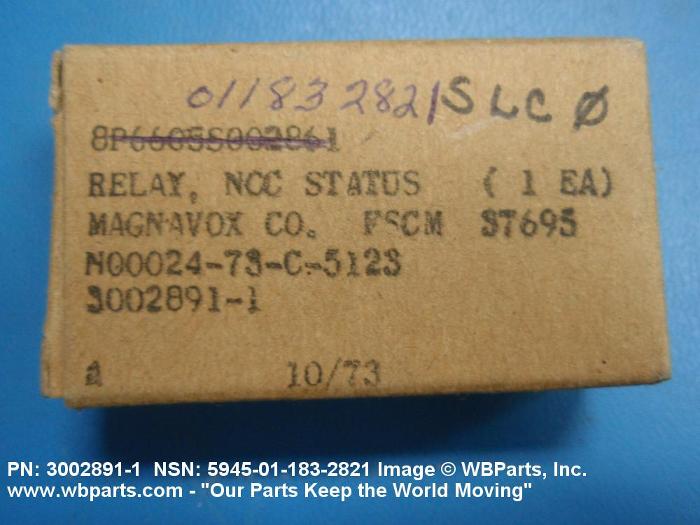 011832821 SLC Ø
8P6605S002861
RELAY, NCC STATUS ( 1 EA)
MAGNAVOX CO. FSCM 37695
N00024-73-C-5123
3002891-1
a 10/73
PN: 3002891-1 NSN: 5945-01-183-2821 Image © WBParts, Inc.
www.wbparts.com - "Our Parts Keep the World Moving"